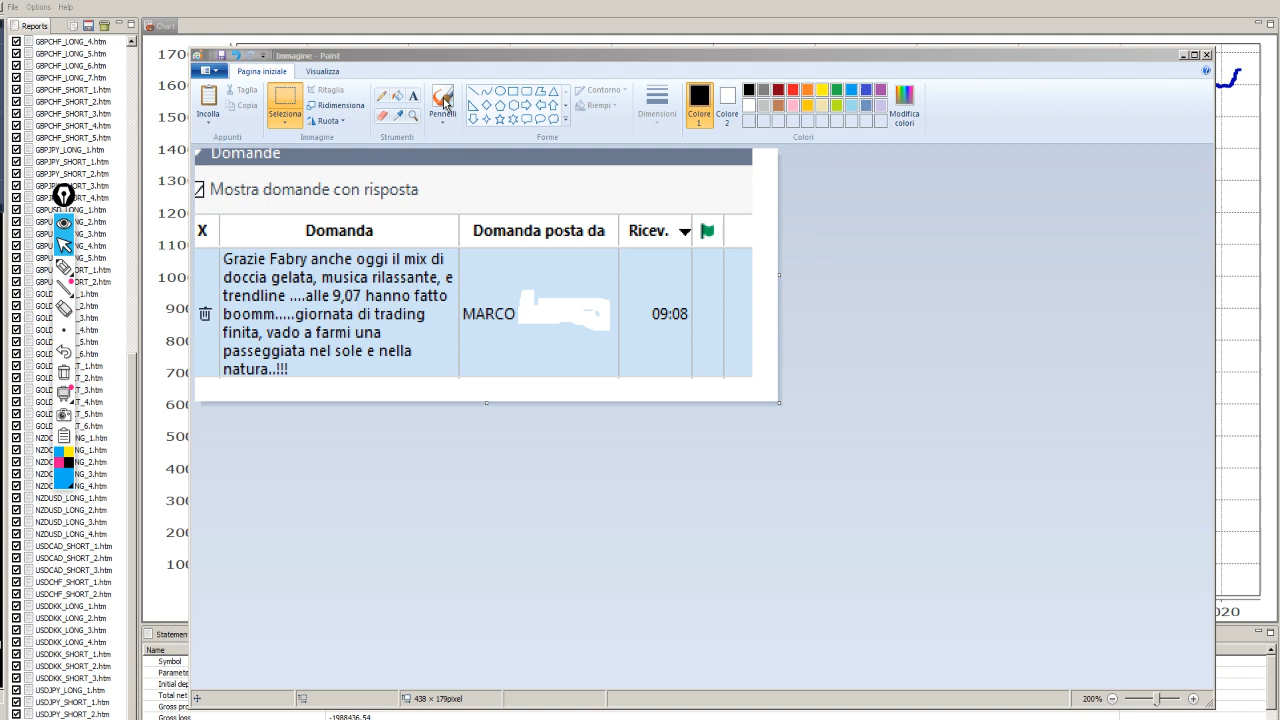 File Options Help
Reports
Chart
GBPCHF_LONG_4.htm
GBPCHF_LONG_5.htm
GBPCHF_LONG_6.htm
GBPCHF_LONG_7.htm
GBPCHF_SHORT_1.htm
GBPCHF_SHORT_2.htm
GBPCHF_SHORT_3.htm
GBPCHF_SHORT_4.htm
GBPCHF_SHORT_5.htm
GBPJPY_LONG_1.htm
GBPJPY_SHORT_1.htm
GBPJPY_SHORT_2.htm
GBPJPY_SHORT_3.htm
NZDUSD_LONG_1.htm
NZDUSD_LONG_2.htm
NZDUSD_SHORT_3.htm
NZDUSD_LONG_4.htm
USDCAD_SHORT_1.htm
USDCAD_SHORT_2.htm
USDCAD_SHORT_3.htm
USDCHF_SHORT_1.htm
USDCHF_SHORT_2.htm
USDDKK_LONG_1.htm
USDDKK_LONG_2.htm
USDDKK_LONG_3.htm
USDDKK_LONG_4.htm
USDDKK_SHORT_1.htm
USDDKK_SHORT_2.htm
USDDKK_SHORT_3.htm
USDJPY_LONG_1.htm
USDJPY_SHORT_1.htm
USDJPY_SHORT_2.htm
Immagine - Paint
Pagina iniziale Visualizza
Incolla
Taglia
Copia
Appunti
Seleziona
Ritaglia
Ridimensiona
Ruota
Immagine
Strumenti
Pennelli
Forme
Contorno
Riempi
Dimensioni
Colore 1
Colore 2
Modifica colori
Colori
Domande
Mostra domande con risposta
X Domanda Domanda posta da Ricev.
Grazie Fabry anche oggi il mix di
doccia gelata, musica rilassante, e
trendline ....alle 9,07 hanno fatto
boomm.....giornata di trading
finita, vado a farmi una
passeggiata nel sole e nella
natura..!!!
MARCO
09:08
438 × 179pixel
200%
Name
Symbol
Gross loss
-1988436.54